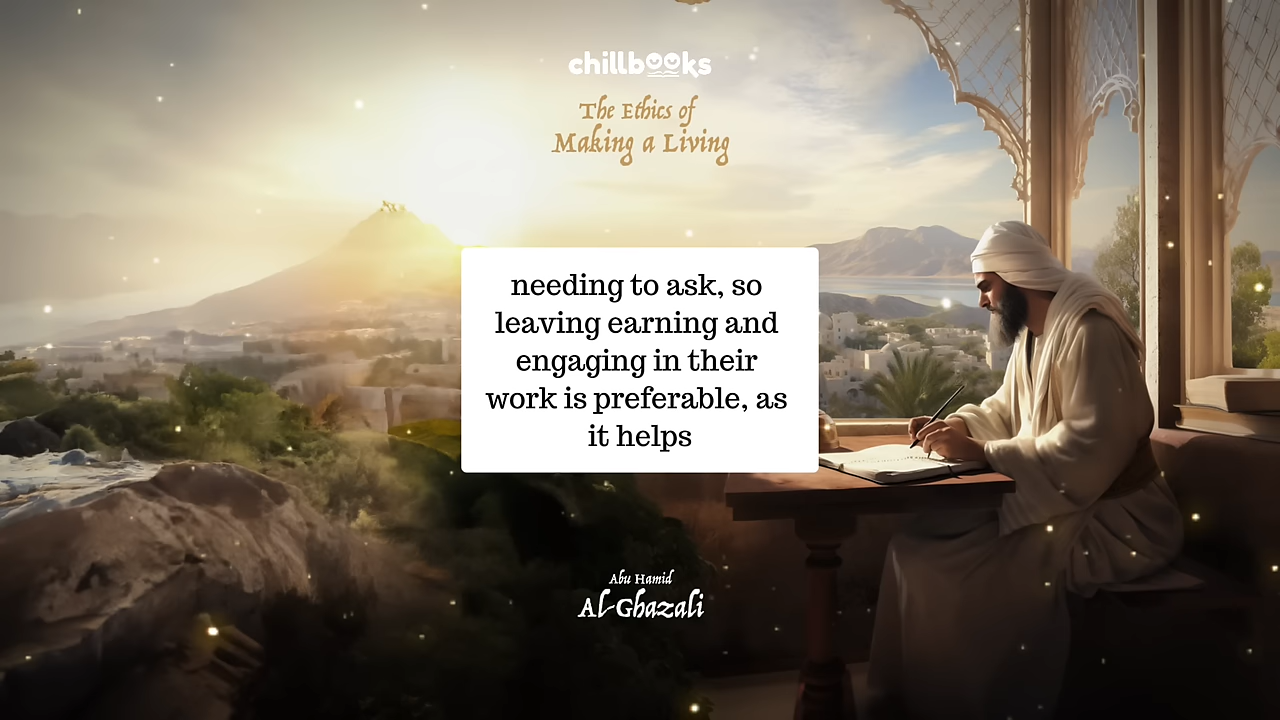 chillbooks
The Ethics of
Making a Living
needing to ask, so
leaving earning and
engaging in their
work is preferable, as
it helps
Abu Hamid
Al-Ghazali